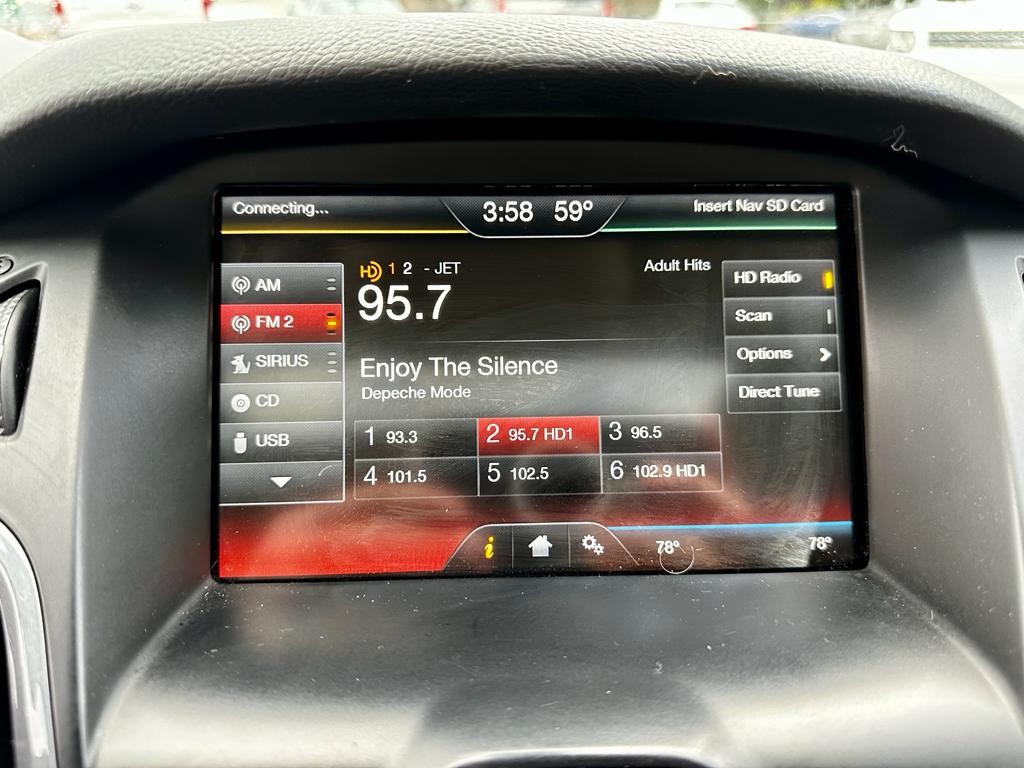 Connecting...
3:58 59°
Insert Nav SD Card
HD 1 2 - JET
Adult Hits
95.7
Enjoy The Silence
Depeche Mode
AM
FM 2
SIRIUS
CD
USB
HD Radio
Scan
Options
Direct Tune
1 93.3
2 95.7 HD1
3 96.5
4 101.5
5 102.5
6 102.9 HD1
i
78°
78°